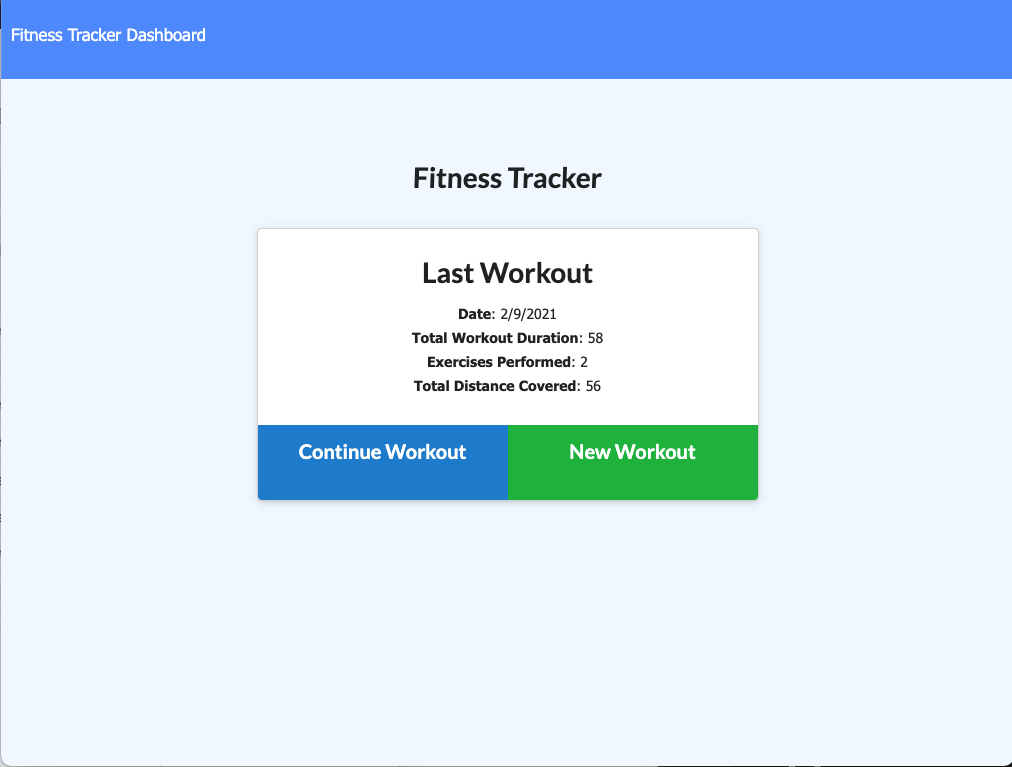 Fitness Tracker Dashboard
Fitness Tracker
Last Workout
Date: 2/9/2021
Total Workout Duration: 58
Exercises Performed: 2
Total Distance Covered: 56
Continue Workout
New Workout